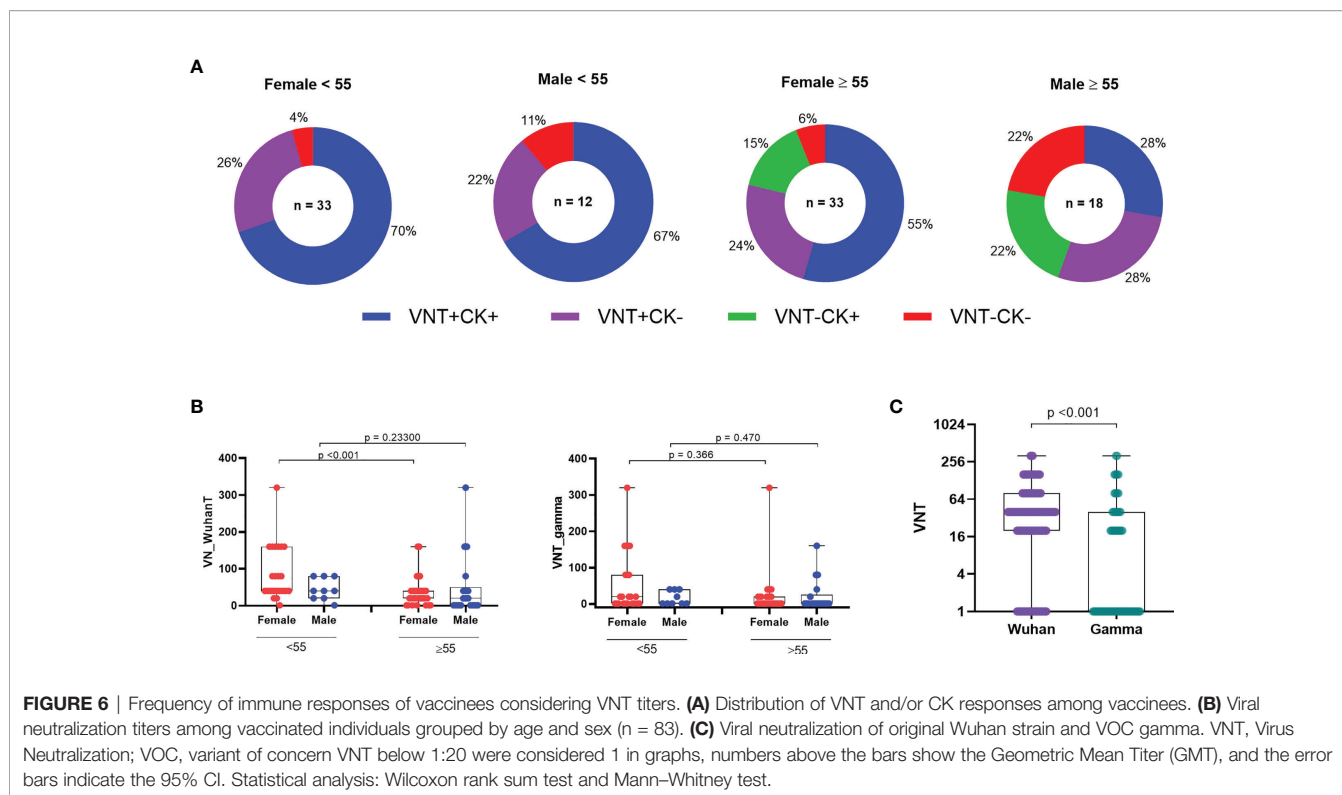 A
Female < 55
Male < 55
Female ≥ 55
Male ≥ 55
4%
26%
n = 33
70%
11%
22%
n = 12
67%
6%
15%
n = 33
24%
55%
22%
28%
n = 18
22%
28%
VNT+CK+ VNT+CK- VNT-CK+ VNT-CK-
B
p = 0.23300
p <0.001
400
300
200
100
0
VN_WuhanT
Female Male Female Male
<55 ≥55
p = 0.470
p = 0.366
400
300
200
100
0
VNT_gamma
Female Male Female Male
<55 >55
C
p <0.001
1024
256
64
16
4
1
VNT
Wuhan Gamma
FIGURE 6 | Frequency of immune responses of vaccinees considering VNT titers. (A) Distribution of VNT and/or CK responses among vaccinees. (B) Viral
neutralization titers among vaccinated individuals grouped by age and sex (n = 83). (C) Viral neutralization of original Wuhan strain and VOC gamma. VNT, Virus
Neutralization; VOC, variant of concern VNT below 1:20 were considered 1 in graphs, numbers above the bars show the Geometric Mean Titer (GMT), and the error
bars indicate the 95% CI. Statistical analysis: Wilcoxon rank sum test and Mann–Whitney test.